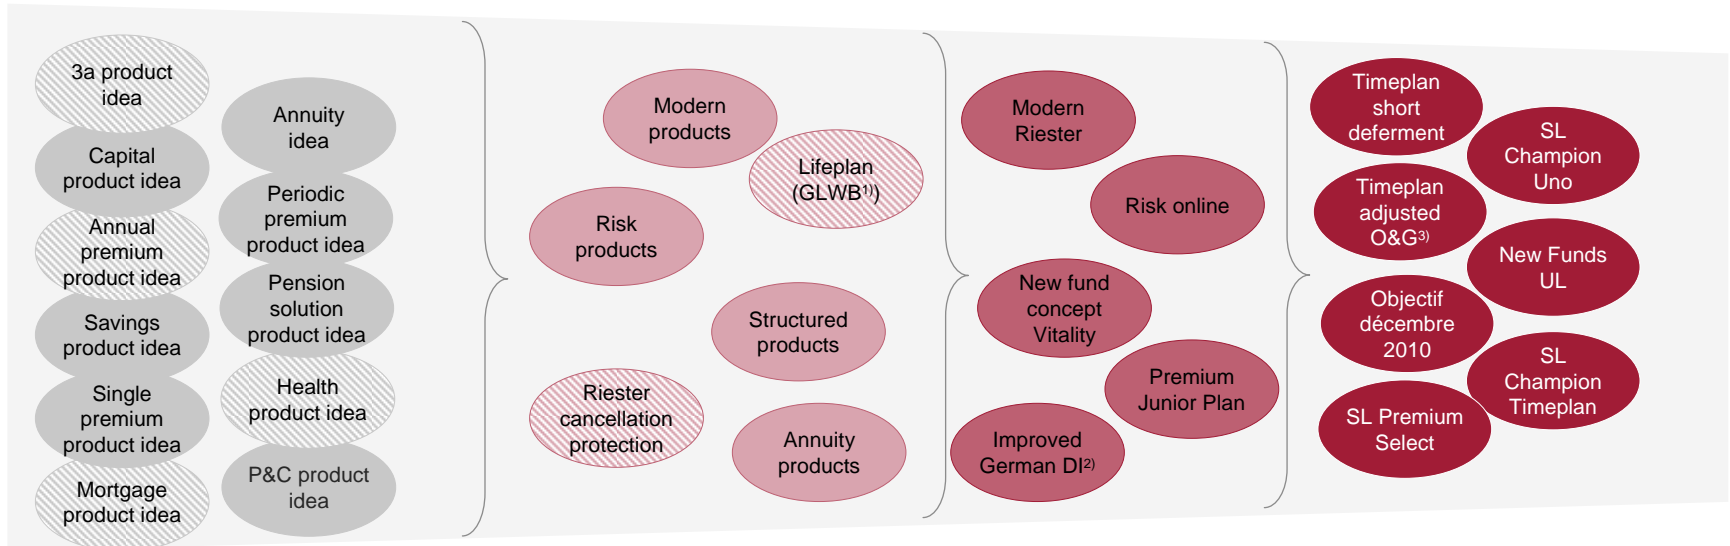 3a product
idea
Capital
product idea
Annual
premium
product idea
Savings
product idea
Single
premium
product idea
Mortgage
product idea
Annuity
idea
Periodic
premium
product idea
Pension
solution
product idea
Health
product idea
P&C product
idea
Modern
products
Lifeplan
(GLWB1))
Risk
products
Structured
products
Riester
cancellation
protection
Annuity
products
Modern
Riester
Risk online
New fund
concept
Vitality
Premium
Junior Plan
Improved
German DI2)
Timeplan
short
deferment
SL
Champion
Uno
Timeplan
adjusted
O&G3)
New Funds
UL
Objectif
décembre
2010
SL
Champion
Timeplan
SL Premium
Select